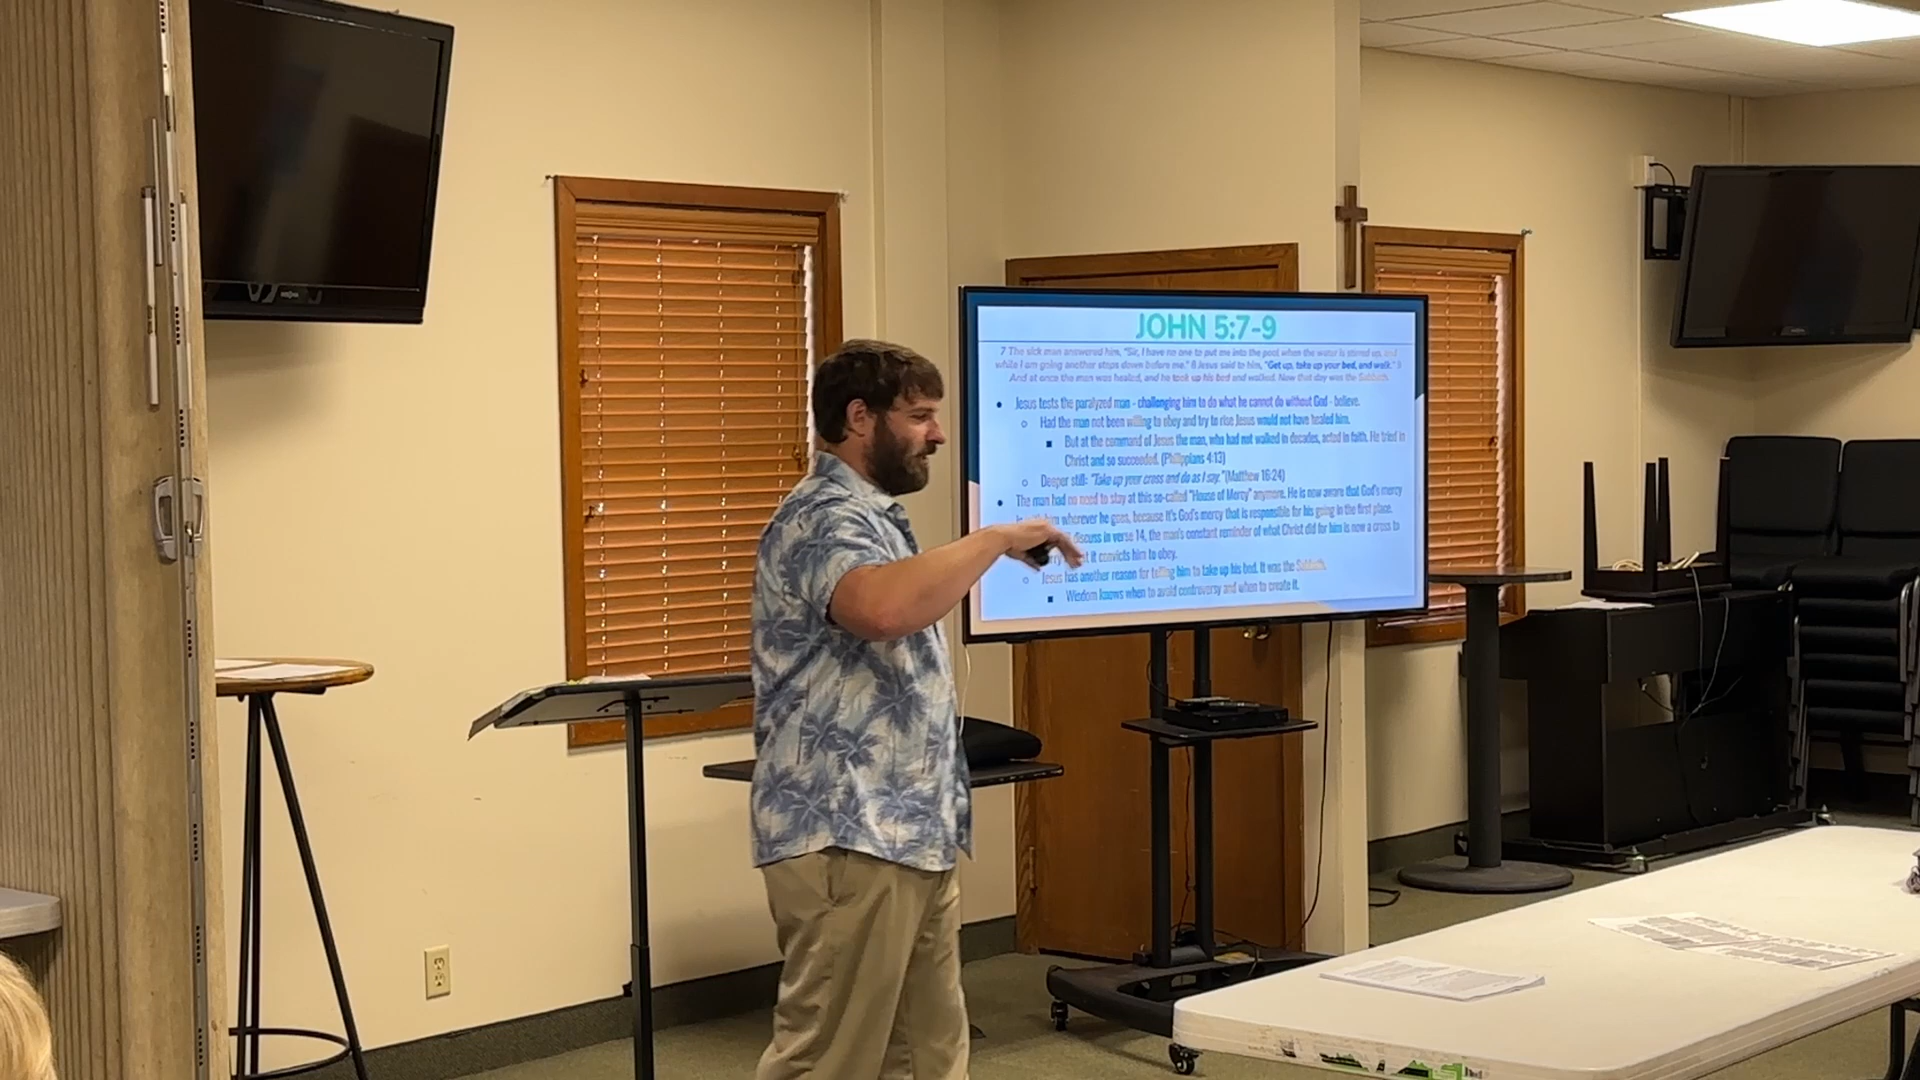 JOHN 5:7-9
7 The sick man answered him, "Sir, I have no one to put me into the pool when the water is stirred up, and
while I am going another steps down before me." 8 Jesus said to him, "Get up, take up your bed, and walk." 9
And at once the man was healed, and he took up his bed and walked. Now that day was the Sabbath.
• Jesus tests the paralyzed man - challenging him to do what he cannot do without God - believe.
○ Had the man not been willing to obey and try to rise Jesus would not have healed him.
■ But at the command of Jesus the man, who had not walked in decades, acted in faith. He tried in
Christ and so succeeded. (Philippians 4:13)
○ Deeper still: "Take up your cross and do as I say." (Matthew 16:24)
• The man had no need to stay at this so-called "House of Mercy" anymore. He is now aware that God's mercy
him wherever he goes, because it's God's mercy that is responsible for his going in the first place.
discuss in verse 14, the man's constant reminder of what Christ did for him is now a cross to
it convicts him to obey.
○ Jesus has another reason for telling him to take up his bed. It was the Sabbath.
■ Wisdom knows when to avoid controversy and when to create it.